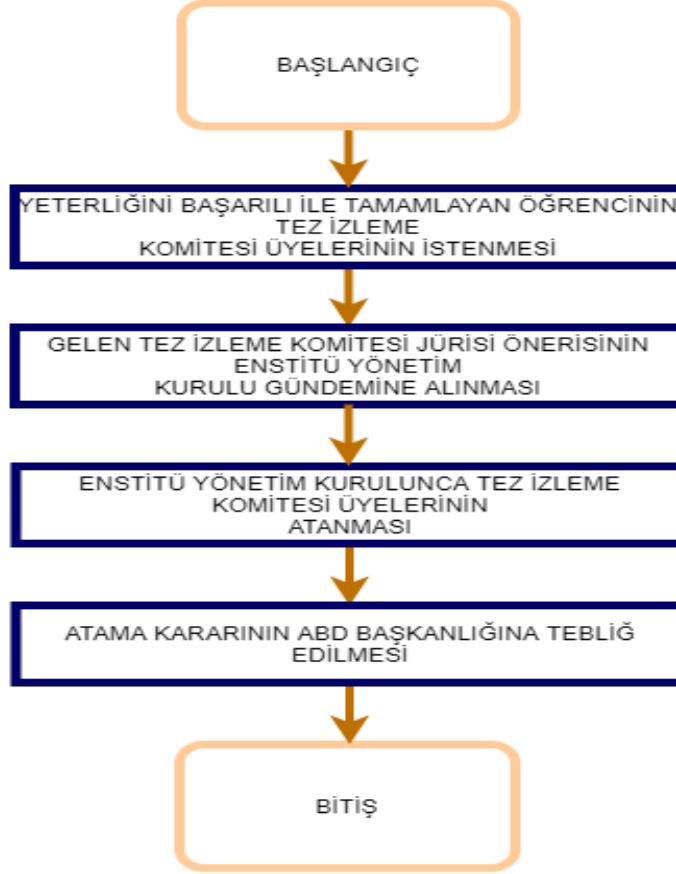 BAŞLANGIÇ
YETERLİĞİNİ BAŞARILI İLE TAMAMLAYAN ÖĞRENCİNİN
TEZ İZLEME
KOMİTESİ ÜYELERİNİN İSTENMESİ
GELEN TEZ İZLEME KOMİTESİ JÜRİSİ ÖNERİSİNİN
ENSTİTÜ YÖNETİM
KURULU GÜNDEMİNE ALINMASI
ENSTİTÜ YÖNETİM KURULUNCA TEZ İZLEME
KOMİTESİ ÜYELERİNİN
ATANMASI
ATAMA KARARININ ABD BAŞKANLIĞINA TEBLİĞ
EDİLMESİ
BİTİŞ